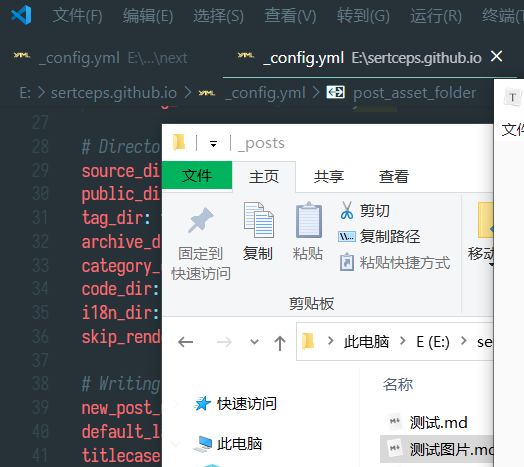 文件(F) 编辑(E) 选择(S) 查看(V) 转到(G) 运行(R) 终端(T
_config.yml E:\...\next _config.yml E:\sertceps.github.io
E: > sertceps.github.io > _config.yml > post_asset_folder
27
28 # Directo
29 source_di
30 public_di
31 tag_dir:
32 archive_d
33 category_
34 code_dir:
35 i18n_dir:
36 skip_rend
37
38 # Writing
39 new_post_
40 default_l
41 titlecase
_posts
文件 主页 共享 查看
固定到
快速访问
复制
粘贴
剪切
复制路径
粘贴快捷方式
移动
剪贴板
此电脑 > E (E:) > se
快速访问
此电脑
名称
测试.md
测试图片.md
T
文件